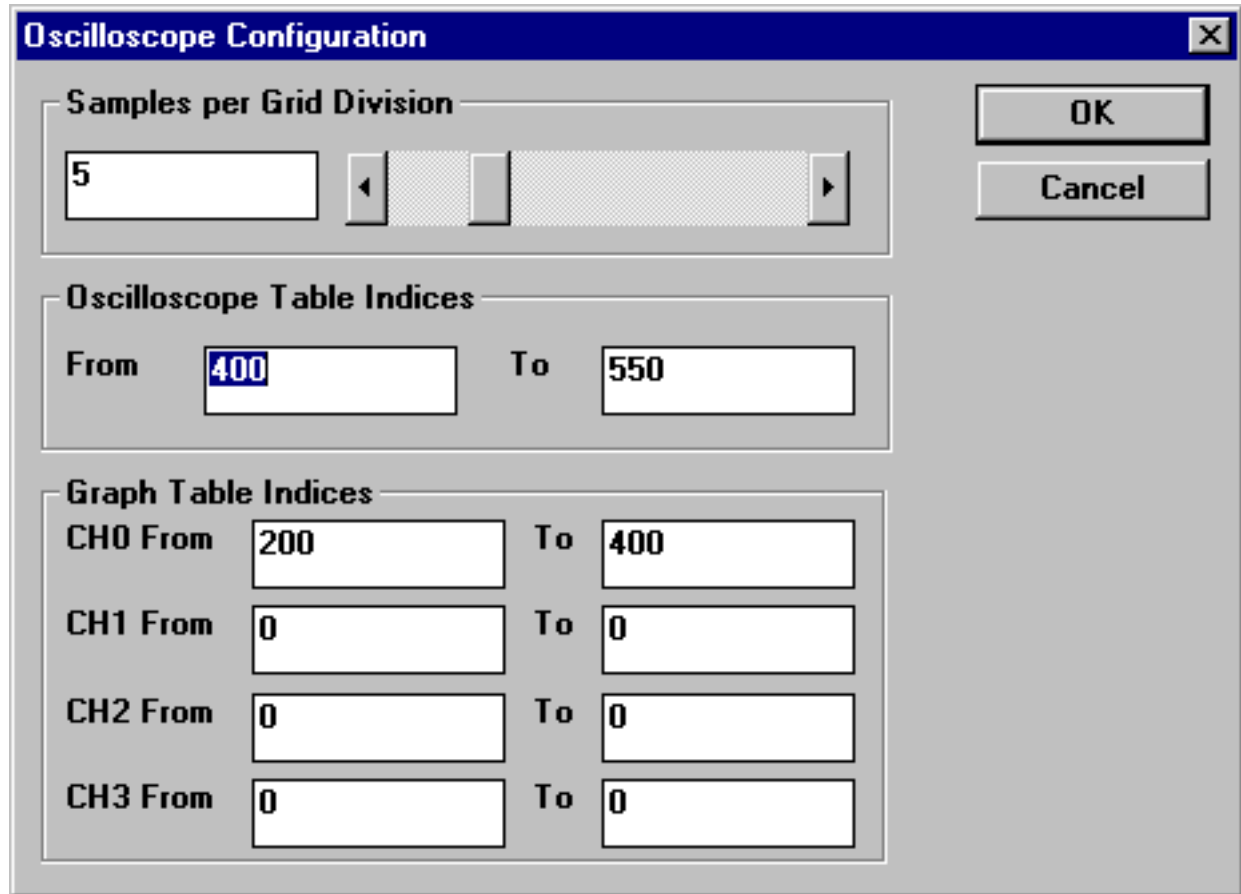 Oscilloscope Configuration
Samples per Grid Division
5
OK
Cancel
Oscilloscope Table Indices
From 400 To 550
Graph Table Indices
CH0 From 200 To 400
CH1 From 0 To 0
CH2 From 0 To 0
CH3 From 0 To 0